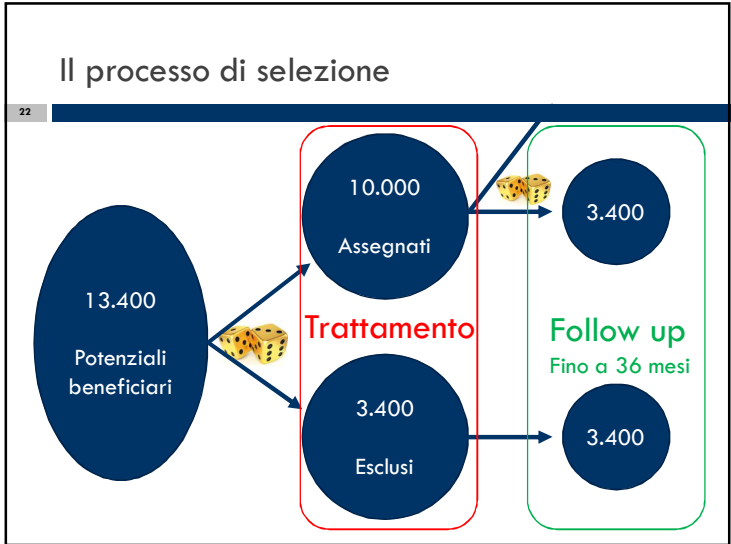 Il processo di selezione
22
13.400
Potenziali
beneficiari
10.000
Assegnati
Trattamento
3.400
Esclusi
3.400
Follow up
Fino a 36 mesi
3.400